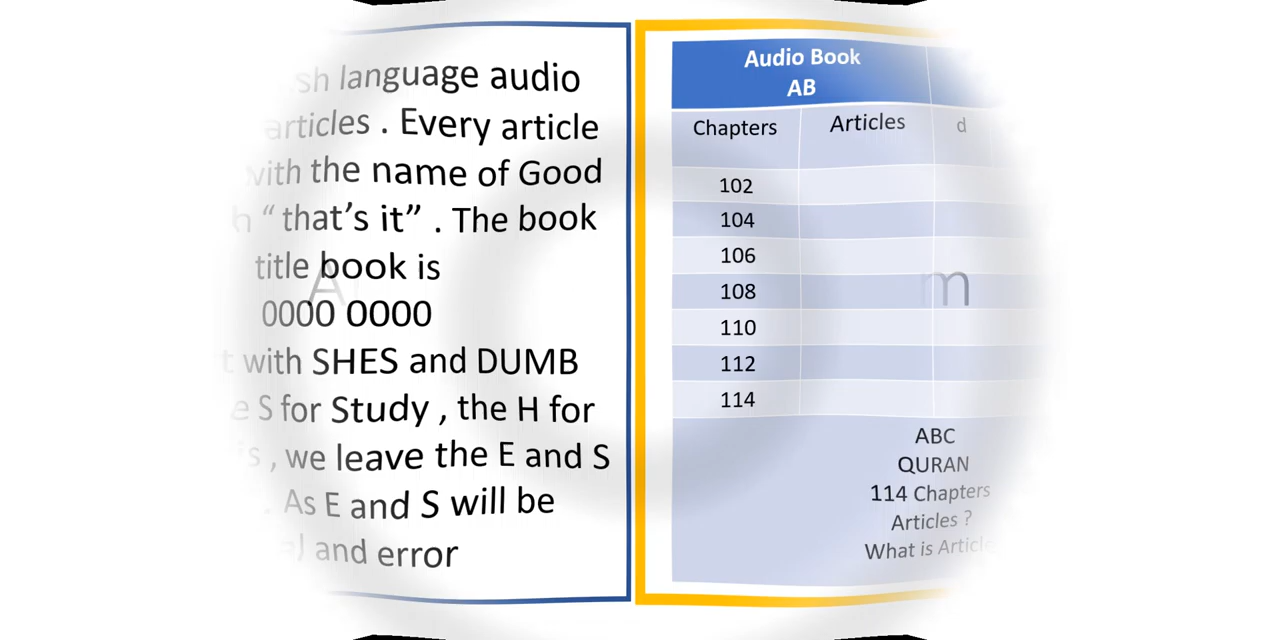 language audio
articles . Every article
with the name of Good
“that’s it” . The book
title book is
0000 0000
with SHES and DUMB
S for Study , the H for
, we leave the E and S
. As E and S will be
and error
Audio Book
AB
Chapters Articles d
102
104
106
108
110
112
114
m
ABC
QURAN
114 Chapters
Articles ?
What is